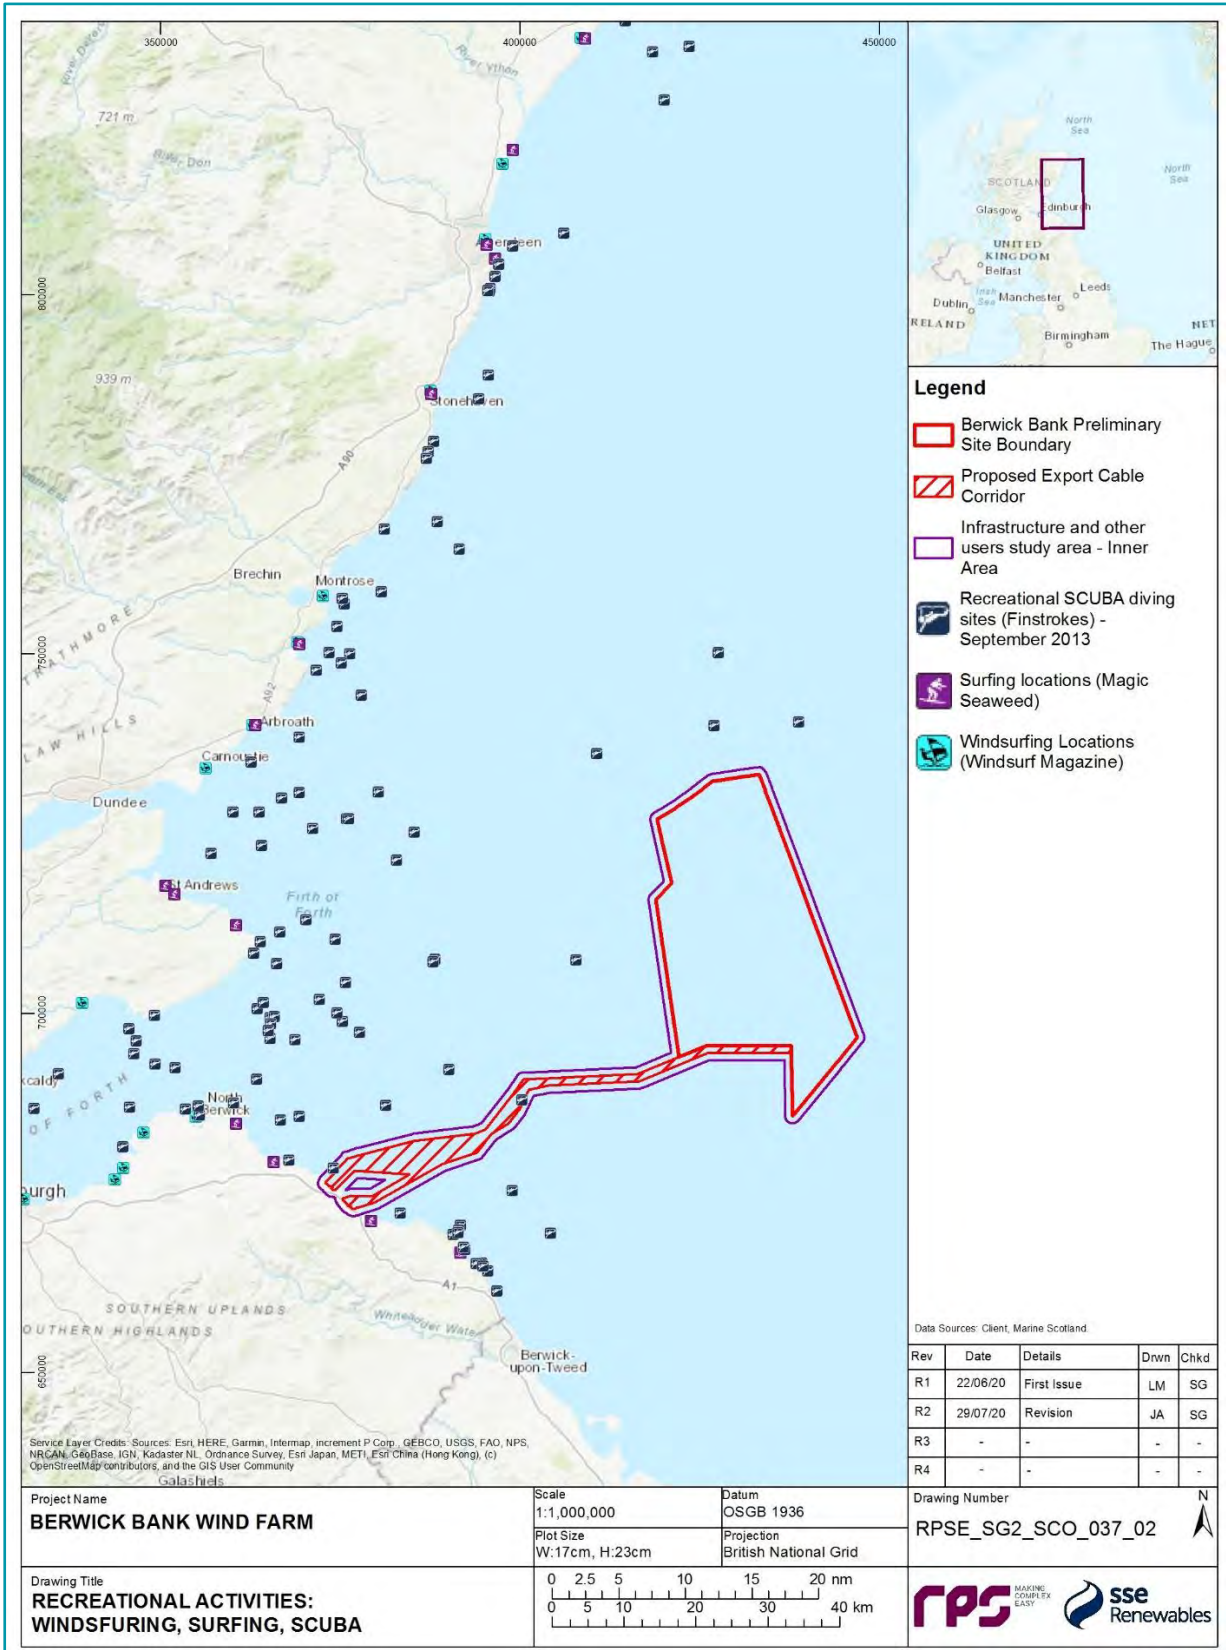 350000
400000
450000
River Deveron
River Ython
721 m
River Don
Aberdeen
800000
939 m
Stonehaven
A90
Brechin
Montrose
STRATHMORE
750000
A92
LAW HILLS
Arbroath
Carnoustie
Dundee
St Andrews
Firth of
Forth
700000
kcaldy
OF FORTH
North
Berwick
burgh
A1
SOUTHERN UPLANDS
OUTHERN HIGHLANDS
Whiteadder Water
Berwick-
upon-Tweed
650000
Service Layer Credits: Sources: Esri, HERE, Garmin, Intermap, increment P Corp., GEBCO, USGS, FAO, NPS,
NRCAN, GeoBase, IGN, Kadaster NL, Ordnance Survey, Esri Japan, METI, Esri China (Hong Kong), (c)
OpenStreetMap contributors, and the GIS User Community
Galashiels
North
Sea
North
Sea
SCOTLAND
Glasgow
Edinburgh
UNITED
KINGDOM
Belfast
Irish
Sea
Leeds
Dublin
Manchester
RELAND
NET
Birmingham
The Hague
Legend
Berwick Bank Preliminary
Site Boundary
Proposed Export Cable
Corridor
Infrastructure and other
users study area - Inner
Area
Recreational SCUBA diving
sites (Finstrokes) -
September 2013
Surfing locations (Magic
Seaweed)
Windsurfing Locations
(Windsurf Magazine)
Data Sources: Client, Marine Scotland.
Rev Date Details Drwn Chkd
R1 22/06/20 First Issue LM SG
R2 29/07/20 Revision JA SG
R3 - - - -
R4 - - - -
Project Name
BERWICK BANK WIND FARM
Scale
1:1,000,000
Datum
OSGB 1936
Plot Size
W:17cm, H:23cm
Projection
British National Grid
Drawing Number
RPSE_SG2_SCO_037_02
N
Drawing Title
RECREATIONAL ACTIVITIES:
WINDSFURING, SURFING, SCUBA
0 2.5 5 10 15 20 nm
0 5 10 20 30 40 km
rps
MAKING
COMPLEX
EASY
sse
Renewables